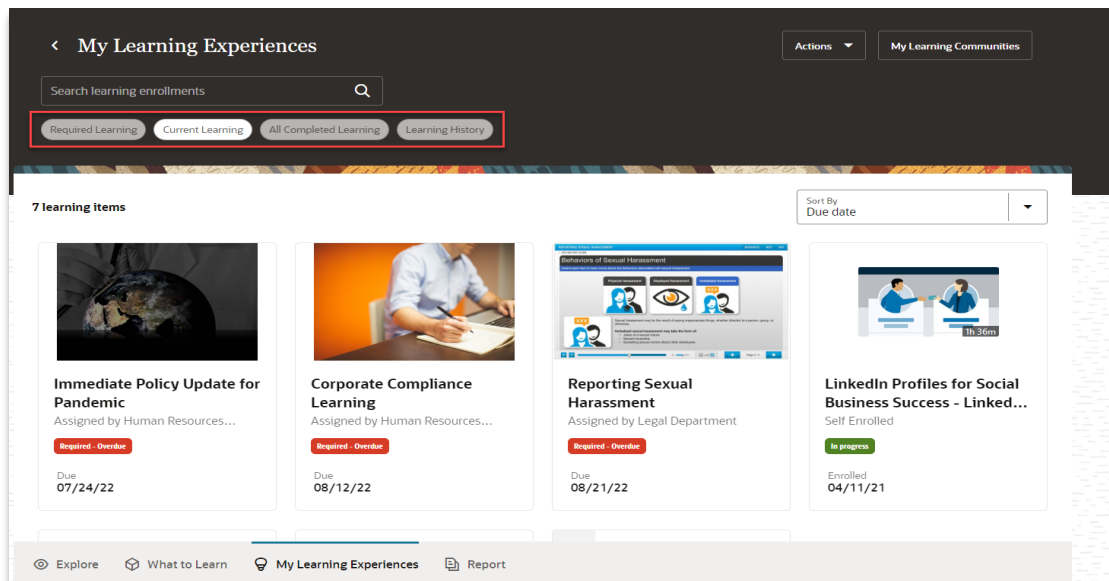 My Learning Experiences
Actions
My Learning Communities
Search learning enrollments
Required Learning
Current Learning
All Completed Learning
Learning History
7 learning items
Sort By
Due date
Behaviors of Sexual Harassment
1h 36m
Immediate Policy Update for
Pandemic
Assigned by Human Resources...
Required - Overdue
Due
07/24/22
Corporate Compliance
Learning
Assigned by Human Resources...
Required - Overdue
Due
08/12/22
Reporting Sexual
Harassment
Assigned by Legal Department
Required - Overdue
Due
08/21/22
LinkedIn Profiles for Social
Business Success - Linked...
Self Enrolled
In progress
Enrolled
04/11/21
Explore
What to Learn
My Learning Experiences
Report